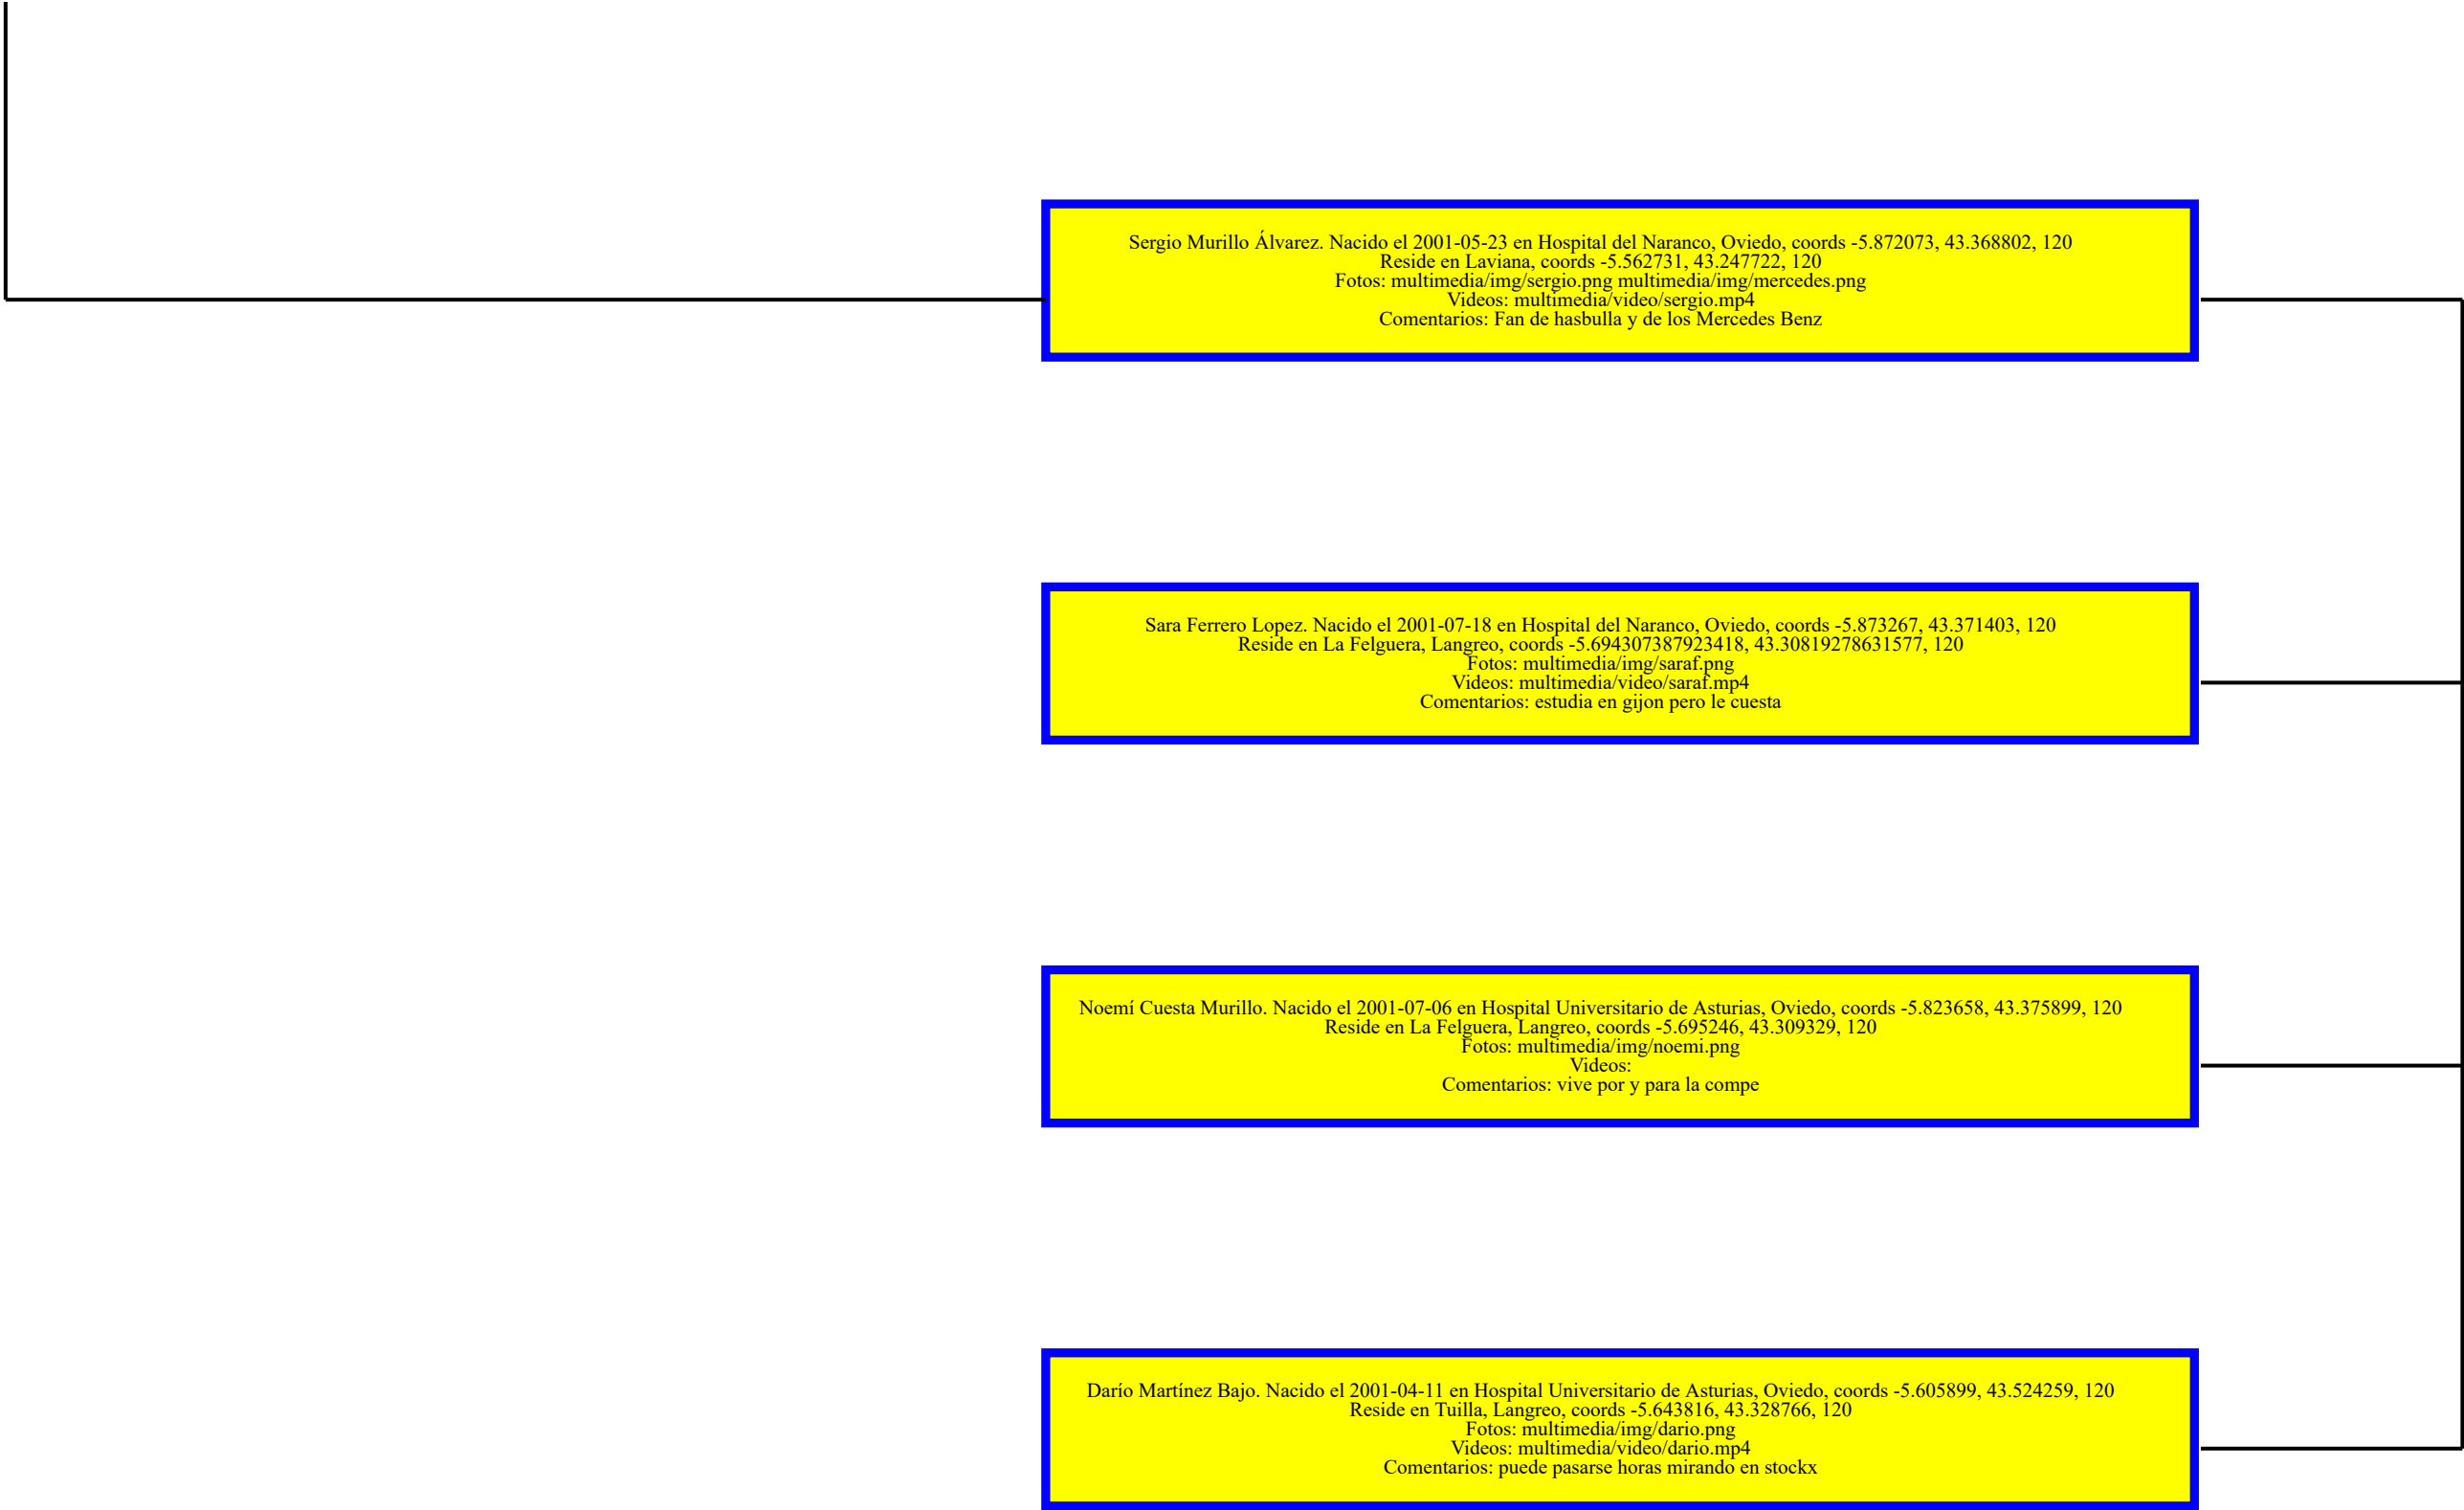 Sergio Murillo Álvarez. Nacido el 2001-05-23 en Hospital del Naranco, Oviedo, coords -5.872073, 43.368802, 120
Reside en Laviana, coords -5.562731, 43.247722, 120
Fotos: multimedia/img/sergio.png multimedia/img/mercedes.png
Videos: multimedia/video/sergio.mp4
Comentarios: Fan de hasbulla y de los Mercedes Benz
Sara Ferrero Lopez. Nacido el 2001-07-18 en Hospital del Naranco, Oviedo, coords -5.873267, 43.371403, 120
Reside en La Felguera, Langreo, coords -5.694307387923418, 43.30819278631577, 120
Fotos: multimedia/img/saraf.png
Videos: multimedia/video/saraf.mp4
Comentarios: estudia en gijon pero le cuesta
Noemí Cuesta Murillo. Nacido el 2001-07-06 en Hospital Universitario de Asturias, Oviedo, coords -5.823658, 43.375899, 120
Reside en La Felguera, Langreo, coords -5.695246, 43.309329, 120
Fotos: multimedia/img/noemi.png
Videos:
Comentarios: vive por y para la compe
Darío Martínez Bajo. Nacido el 2001-04-11 en Hospital Universitario de Asturias, Oviedo, coords -5.605899, 43.524259, 120
Reside en Tuilla, Langreo, coords -5.643816, 43.328766, 120
Fotos: multimedia/img/dario.png
Videos: multimedia/video/dario.mp4
Comentarios: puede pasarse horas mirando en stockx